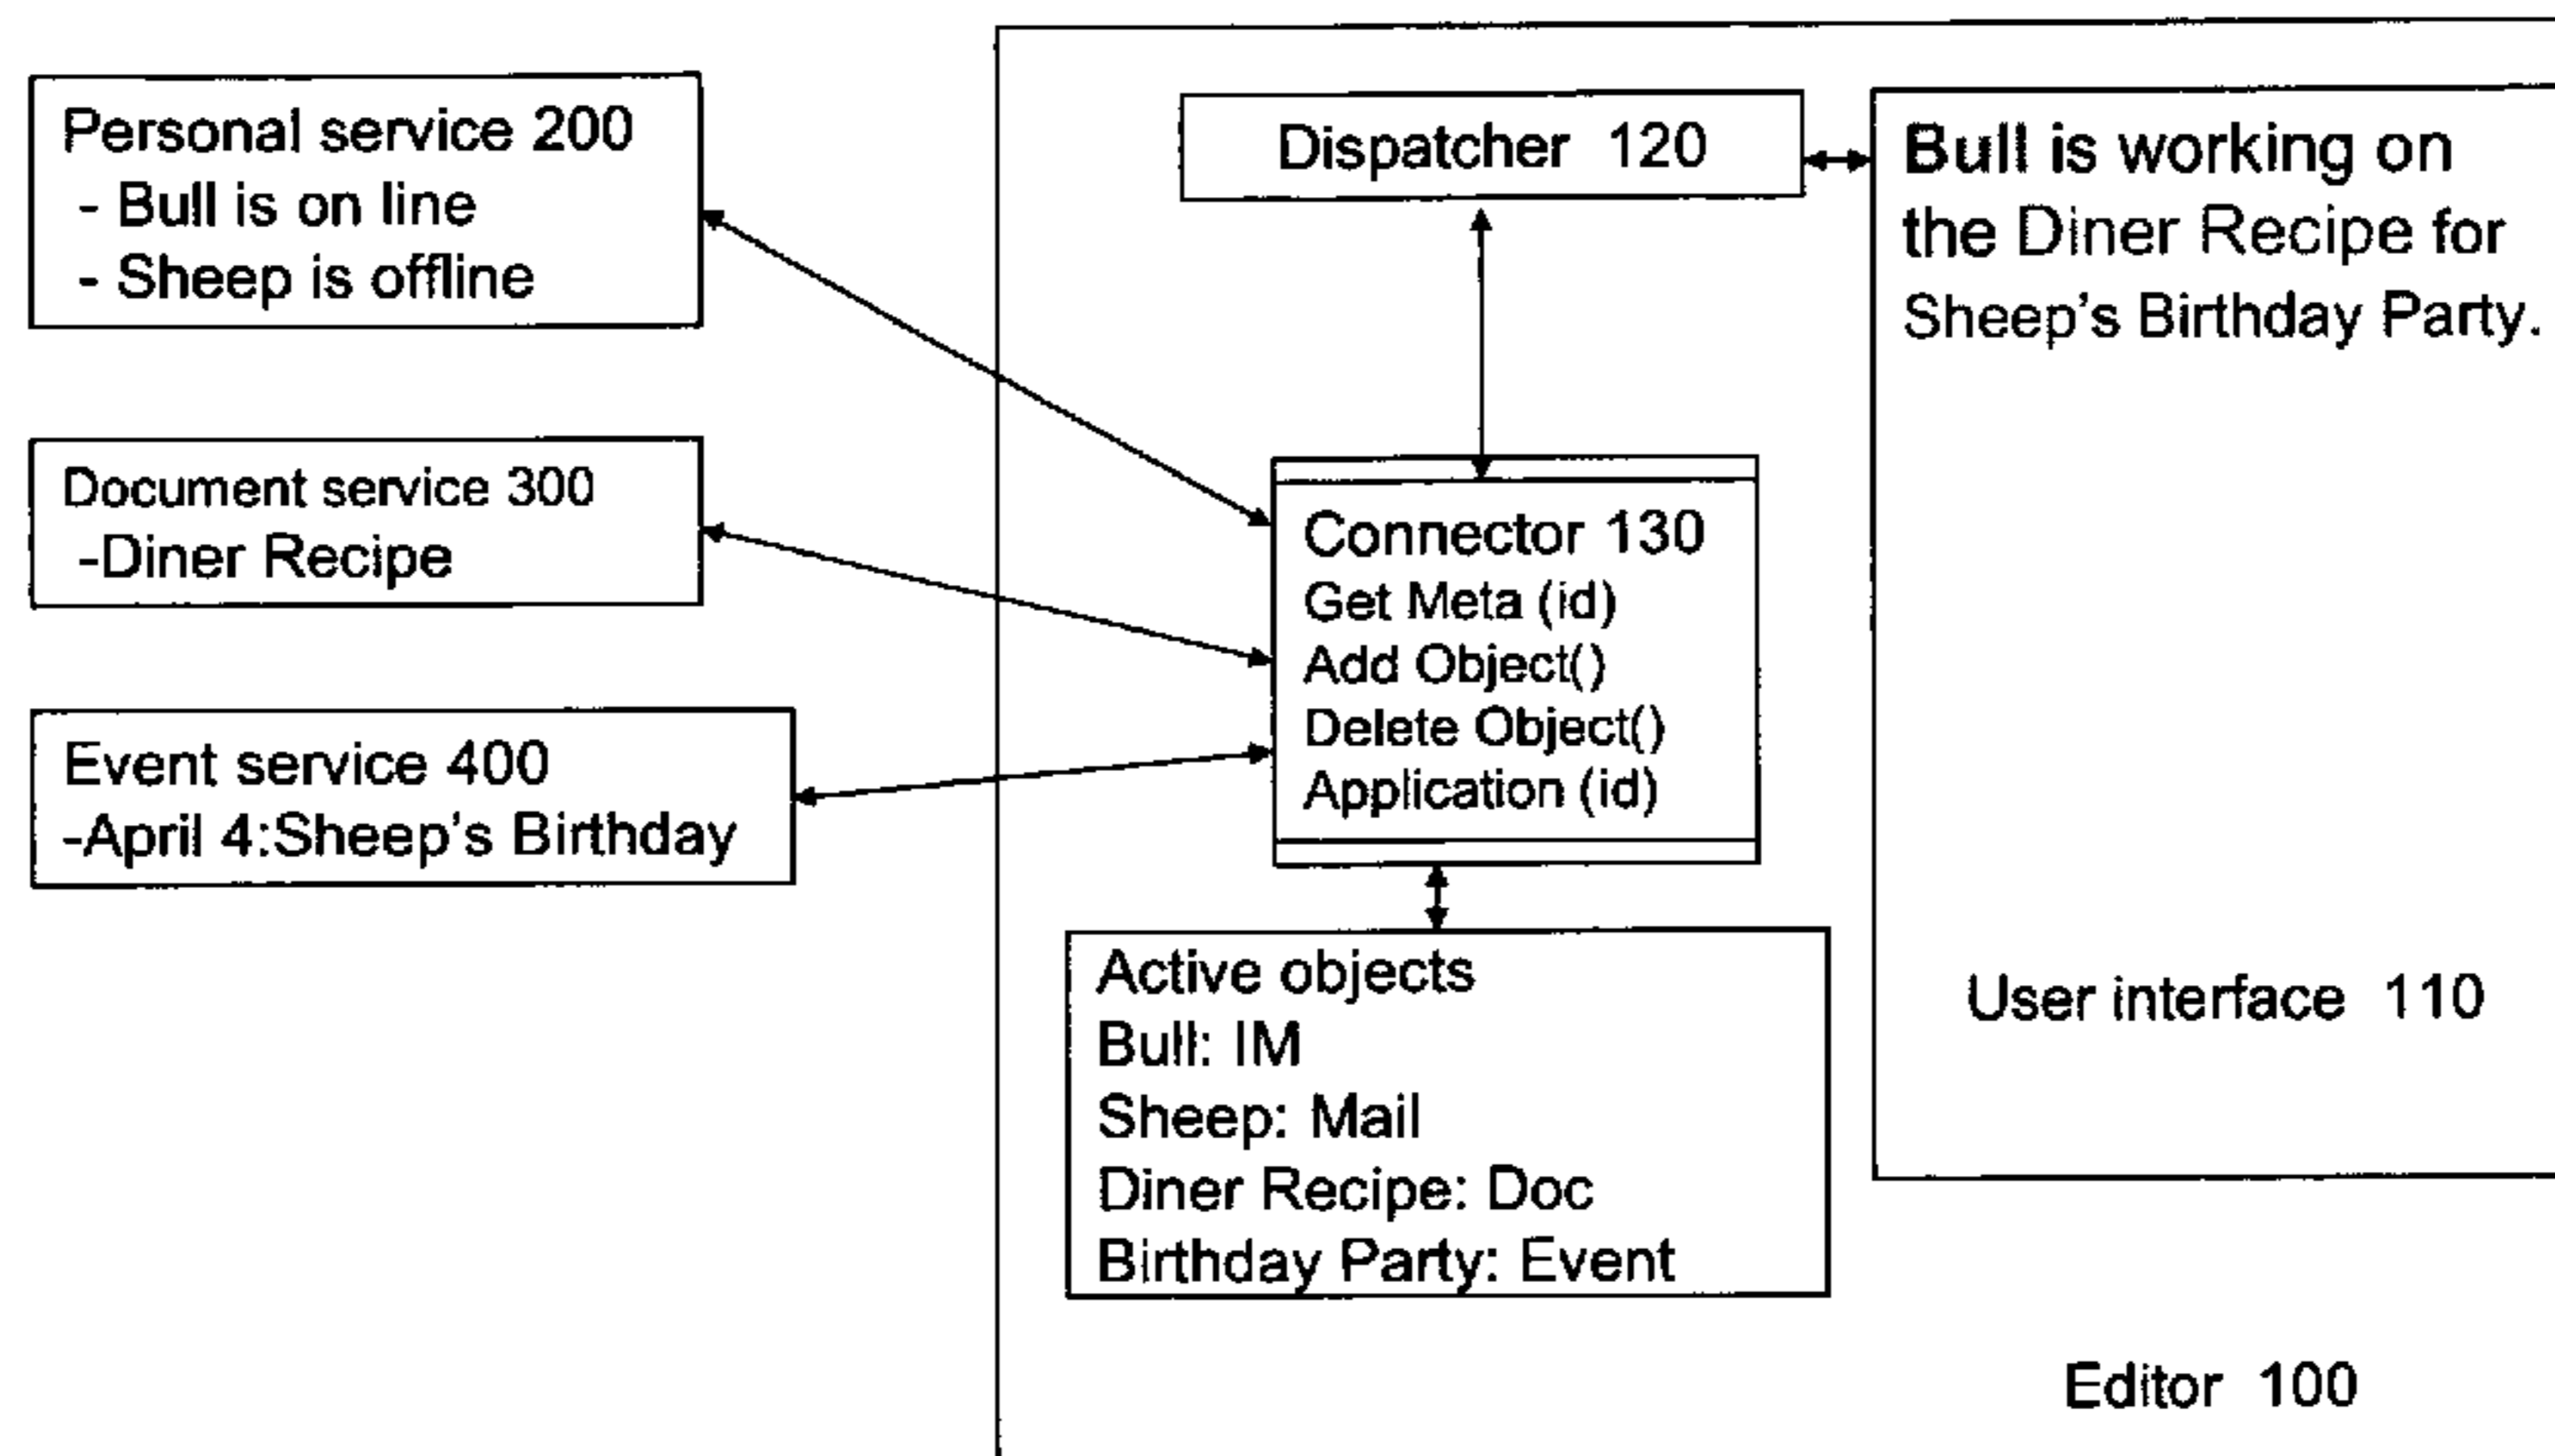 Personal service 200
- Bull is on line
- Sheep is offline
Document service 300
-Diner Recipe
Event service 400
-April 4:Sheep's Birthday
Dispatcher 120
Connector 130
Get Meta (id)
Add Object()
Delete Object()
Application (id)
Active objects
Bull: IM
Sheep: Mail
Diner Recipe: Doc
Birthday Party: Event
Bull is working on
the Diner Recipe for
Sheep's Birthday Party.
User interface 110
Editor 100